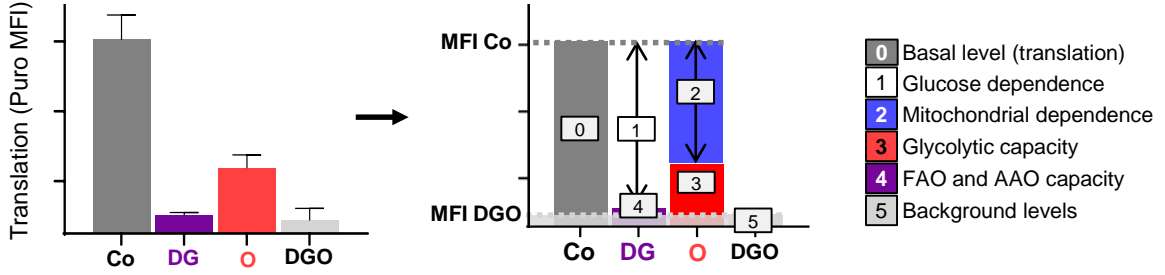 Translation (Puro MFI)
Co
DG
O
DGO
MFI Co
MFI DGO
0
1
2
3
4
5
Co
DG
O
DGO
0 Basal level (translation)
1 Glucose dependence
2 Mitochondrial dependence
3 Glycolytic capacity
4 FAO and AAO capacity
5 Background levels